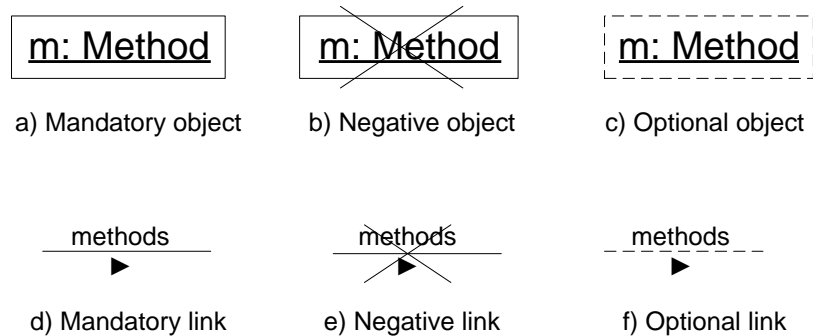 m: Method m: Method m: Method
a) Mandatory object b) Negative object c) Optional object
methods methods methods
d) Mandatory link e) Negative link f) Optional link